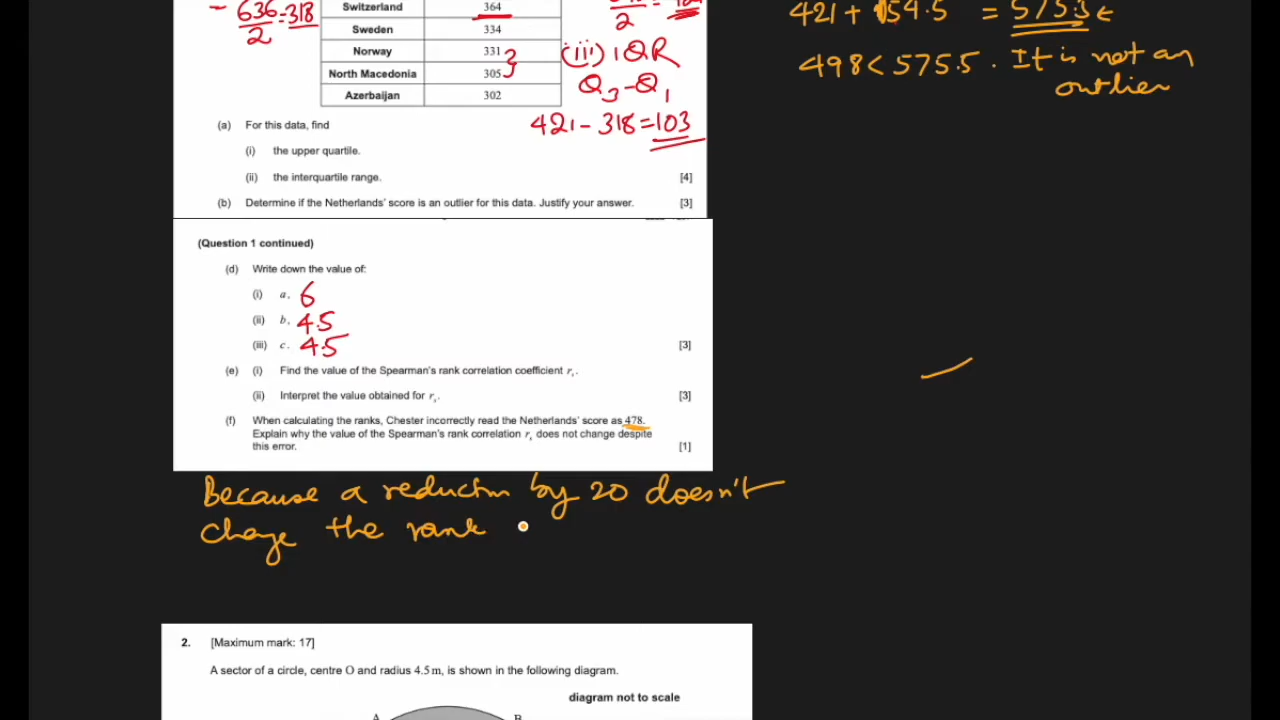 - 636/2 = 318
Switzerland 364
Sweden 334
Norway 331
North Macedonia 305
Azerbaijan 302
(iii) IQR
Q3 - Q1
421 - 318 = 103
421 + 154.5 = 575.5
498 < 575.5. It is not an
outlier
(a) For this data, find
(i) the upper quartile.
(ii) the interquartile range. [4]
(b) Determine if the Netherlands' score is an outlier for this data. Justify your answer. [3]
(Question 1 continued)
(d) Write down the value of:
(i) a. 6
(ii) b. 4.5
(iii) c. 4.5 [3]
(e) (i) Find the value of the Spearman's rank correlation coefficient rs.
(ii) Interpret the value obtained for rs. [3]
(f) When calculating the ranks, Chester incorrectly read the Netherlands' score as 478.
Explain why the value of the Spearman's rank correlation rs does not change despite
this error. [1]
Because a reduction by 20 doesn't
change the rank
2. [Maximum mark: 17]
A sector of a circle, centre O and radius 4.5 m, is shown in the following diagram.
diagram not to scale
A B